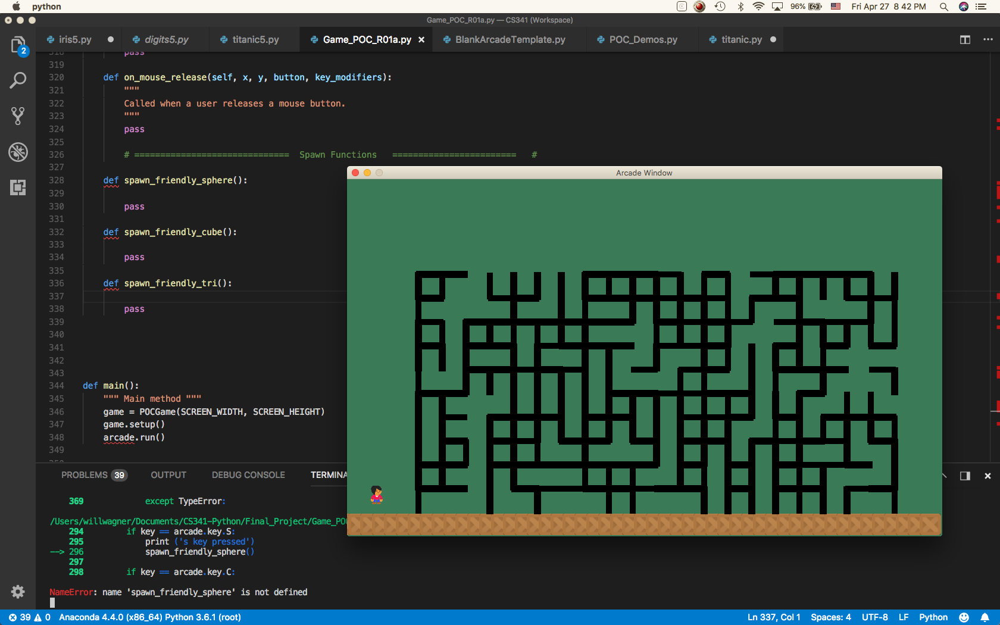 python
96%
Fri Apr 27 8 42 PM
Game_POC_R01a.py — CS341 (Workspace)
iris5.py
digits5.py
titanic5.py
Game_POC_R01a.py
BlankArcadeTemplate.py
POC_Demos.py
titanic.py
2
318 pass
319
320 def on_mouse_release(self, x, y, button, key_modifiers):
321 """
322 Called when a user releases a mouse button.
323 """
324 pass
325
326 # ============================== Spawn Functions ======================== #
327
328 def spawn_friendly_sphere():
329
330 pass
331
332 def spawn_friendly_cube():
333
334 pass
335
336 def spawn_friendly_tri():
337
338 pass
339
340
341
342
343
344 def main():
345 """ Main method """
346 game = POCGame(SCREEN_WIDTH, SCREEN_HEIGHT)
347 game.setup()
348 arcade.run()
349
Arcade Window
PROBLEMS 39 OUTPUT DEBUG CONSOLE TERMINA
369 except TypeError:
/Users/willwagner/Documents/CS341-Python/Final_Project/Game_PO
294 if key == arcade.key.S:
295 print ('s key pressed')
--> 296 spawn_friendly_sphere()
297
298 if key == arcade.key.C:
NameError: name 'spawn_friendly_sphere' is not defined
39 0 Anaconda 4.4.0 (x86_64) Python 3.6.1 (root)
Ln 337, Col 1 Spaces: 4 UTF-8 LF Python